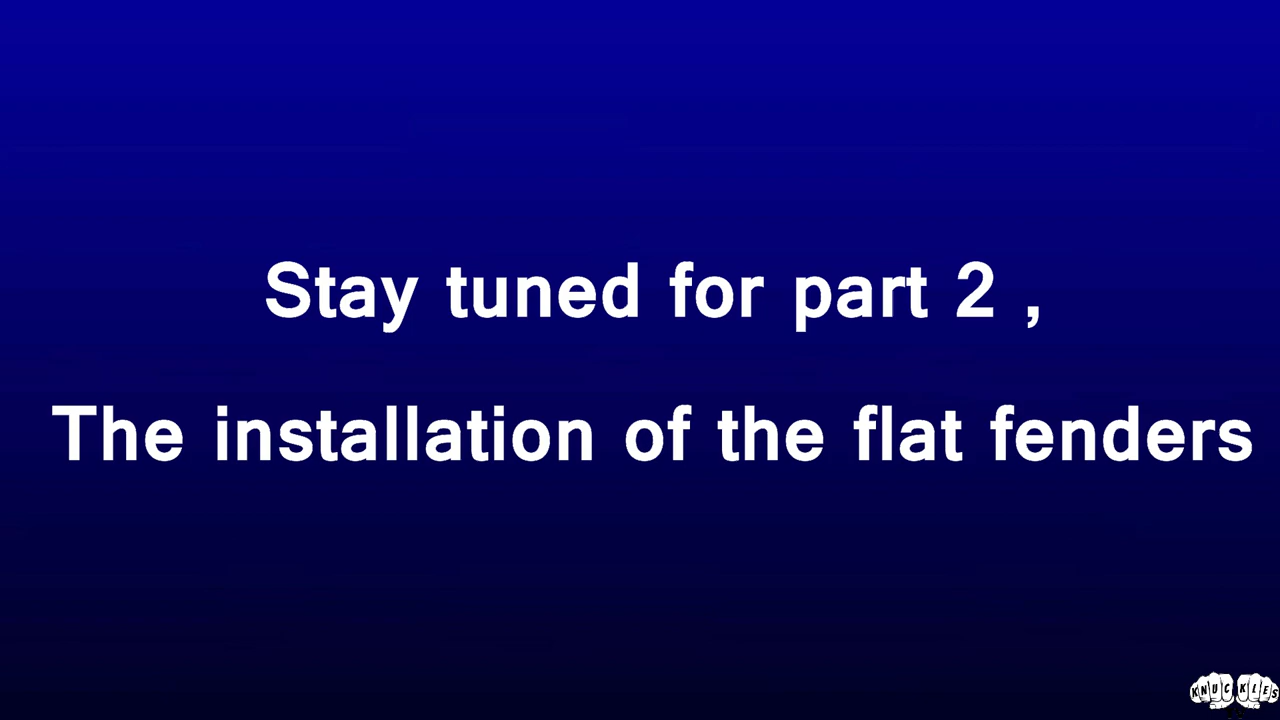 Stay tuned for part 2 ,
The installation of the flat fenders
KNUCKLES